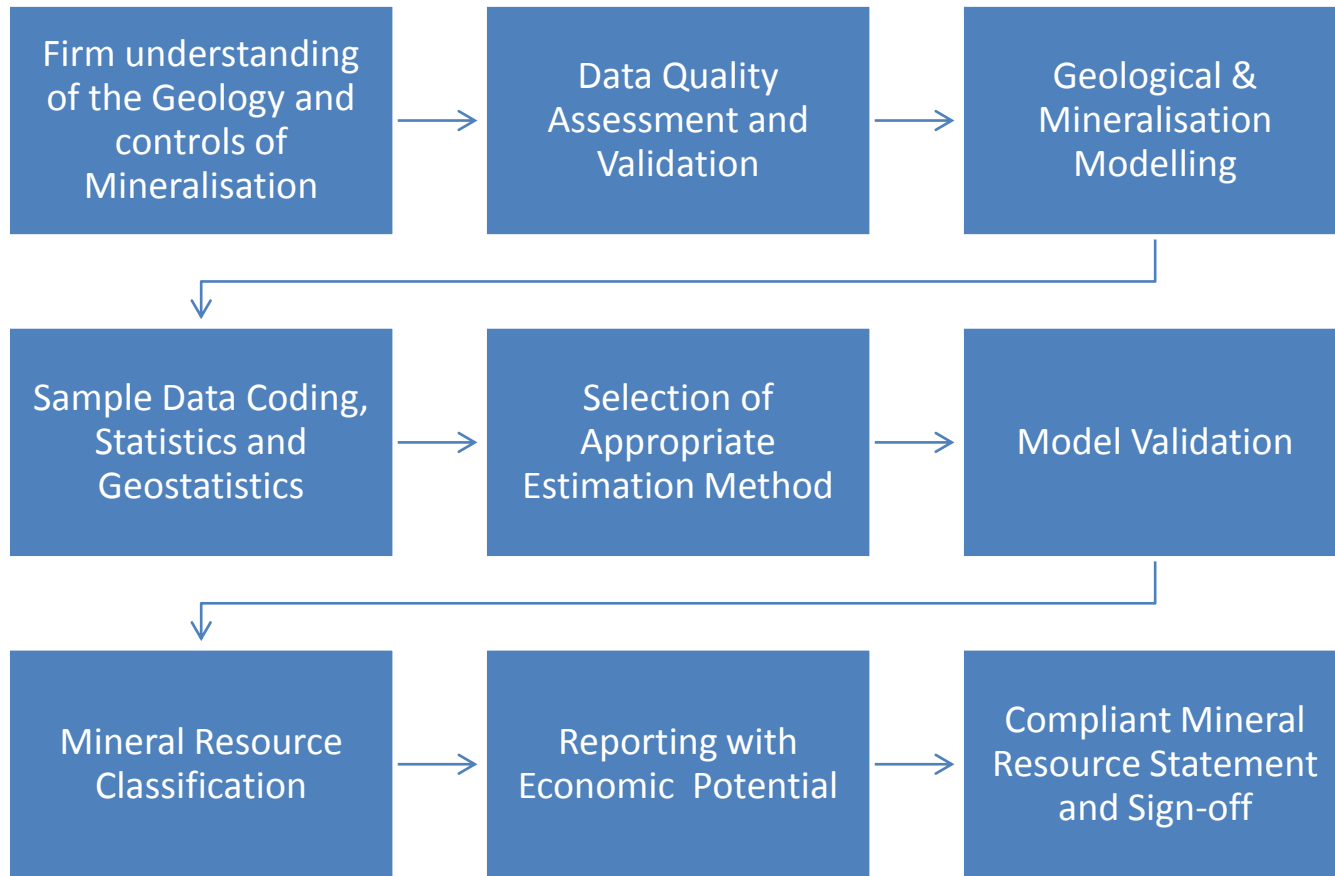 Firm understanding
of the Geology and
controls of
Mineralisation
Data Quality
Assessment and
Validation
Geological &
Mineralisation
Modelling
Sample Data Coding,
Statistics and
Geostatistics
Selection of
Appropriate
Estimation Method
Model Validation
Mineral Resource
Classification
Reporting with
Economic  Potential
Compliant Mineral
Resource Statement
and Sign-off